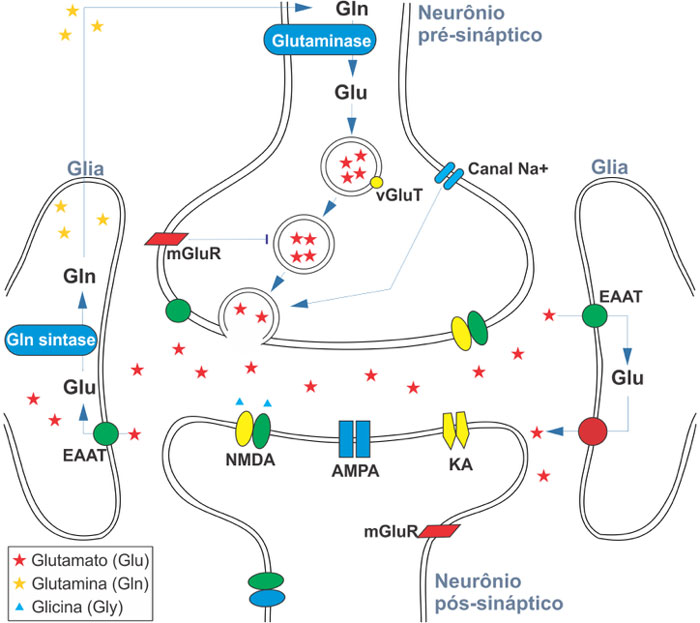 Gln
Neurônio
pré-sináptico
Glutaminase
Glu
Glia
Canal Na+
Glia
vGluT
mGluR
Gln
EAAT
Gln sintase
Glu
Glu
EAAT
NMDA
AMPA
KA
mGluR
Glutamato (Glu)
Glutamina (Gln)
Glicina (Gly)
Neurônio
pós-sináptico